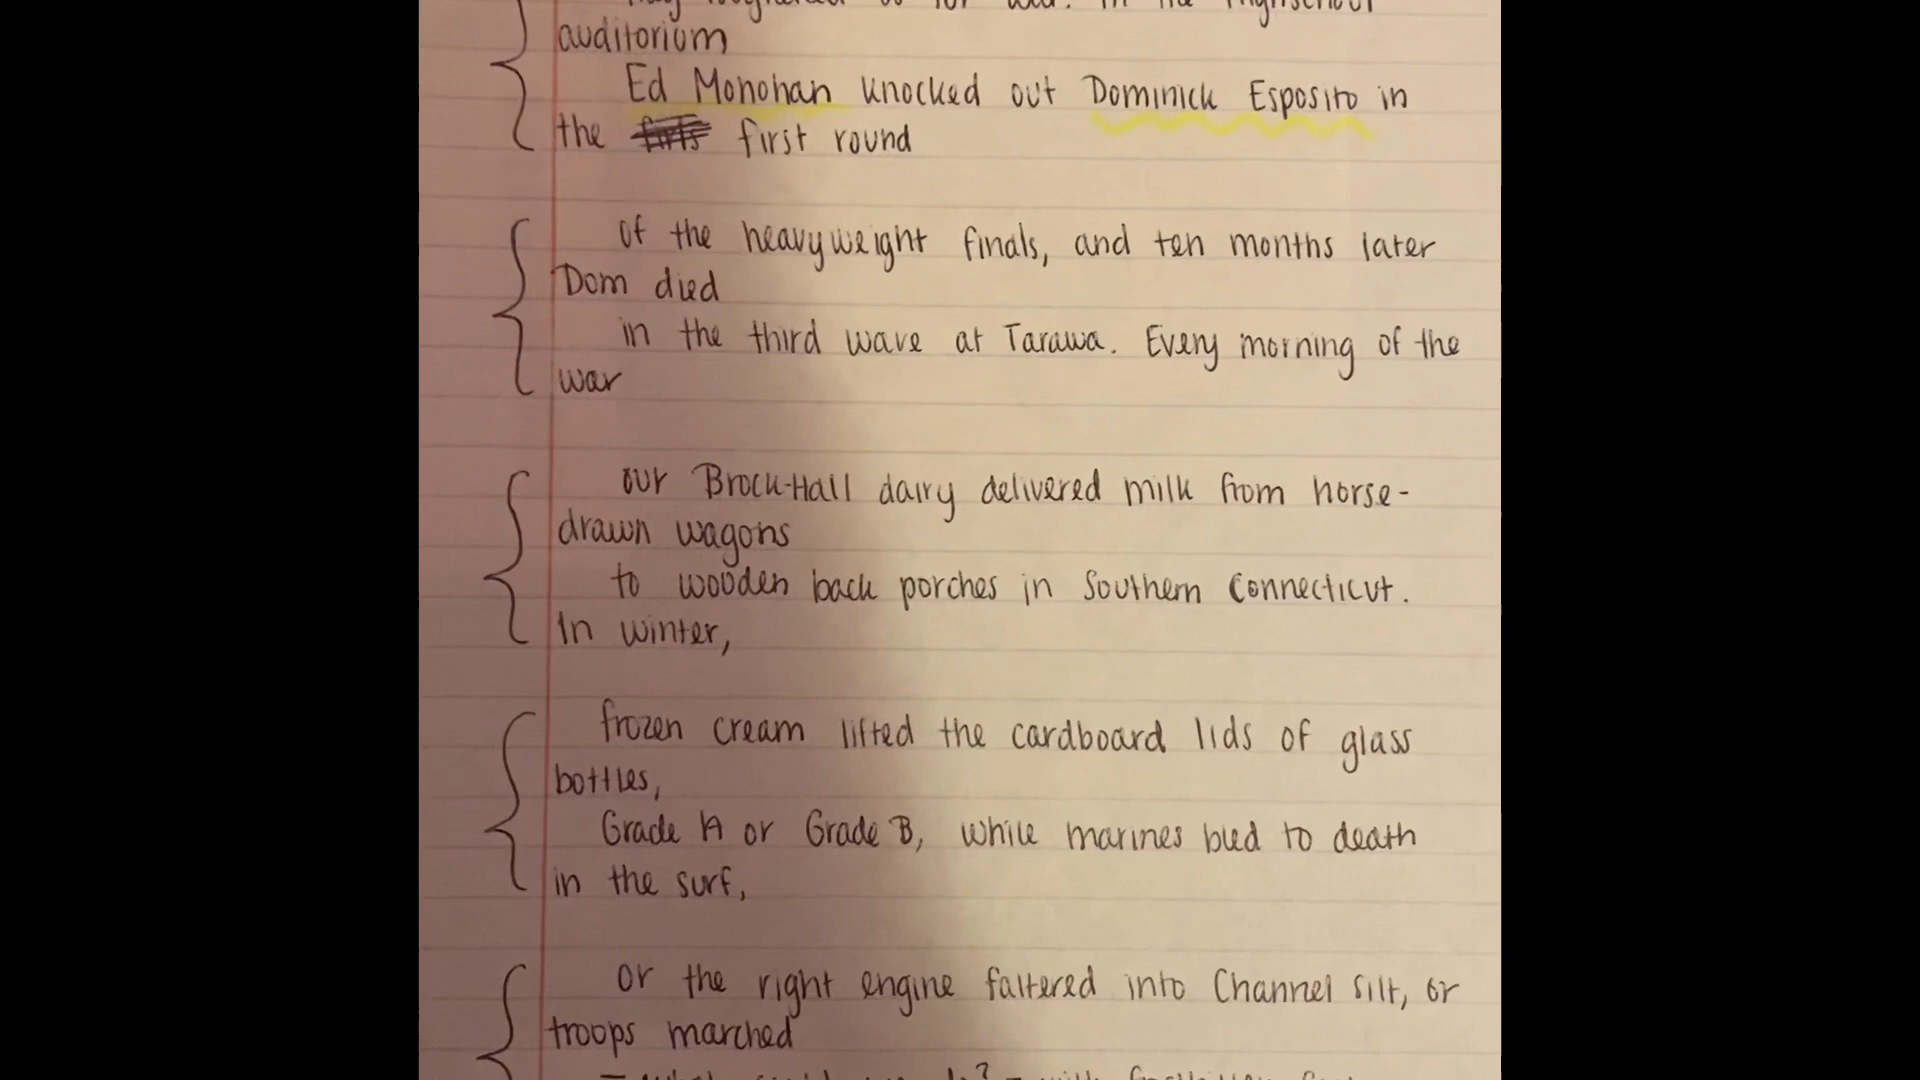 auditorium
Ed Monohan knocked out Dominick Esposito in
the first round
of the heavyweight finals, and ten months later
Dom died
in the third wave at Tarawa. Every morning of the
war
our Brock-Hall dairy delivered milk from horse-
drawn wagons
to wooden back porches in Southern Connecticut.
In winter,
frozen cream lifted the cardboard lids of glass
bottles,
Grade A or Grade B, while marines bled to death
in the surf,
or the right engine faltered into Channel silt, or
troops marched